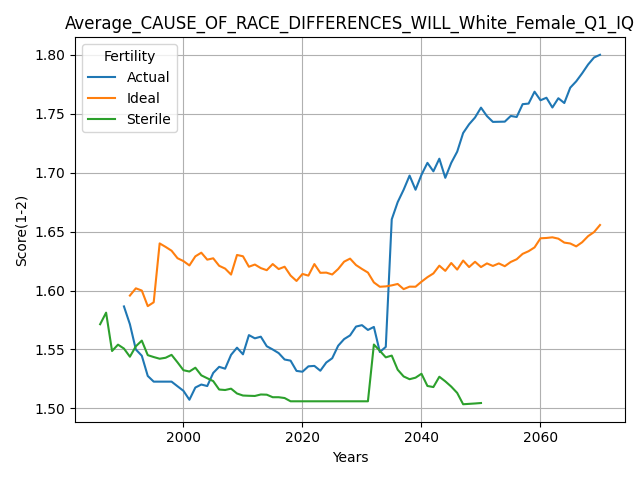 Average_CAUSE_OF_RACE_DIFFERENCES_WILL_White_Female_Q1_IQ
Fertility
Actual
Ideal
Sterile
1.80
1.75
1.70
1.65
1.60
1.55
1.50
Score(1-2)
2000
2020
2040
2060
Years